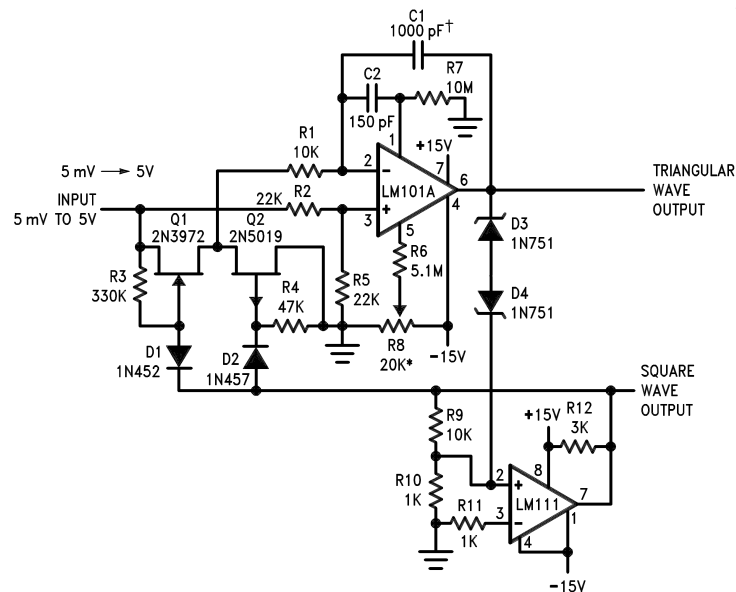 C1
1000 pF†
C2
150 pF
R7
10M
R1
10K
1
+15V
5 mV → 5V
2
−
7
6
LM101A
INPUT
5 mV TO 5V
22K
R2
+
3
4
5
TRIANGULAR
WAVE
OUTPUT
Q1
2N3972
Q2
2N5019
R6
5.1M
D3
1N751
R3
330K
R4
47K
R5
22K
D4
1N751
R8
20K*
−15V
D1
1N452
D2
1N457
SQUARE
WAVE
OUTPUT
R9
10K
+15V
R12
3K
R10
1K
2
+
8
7
LM111
R11
1K
3
−
4
1
−15V